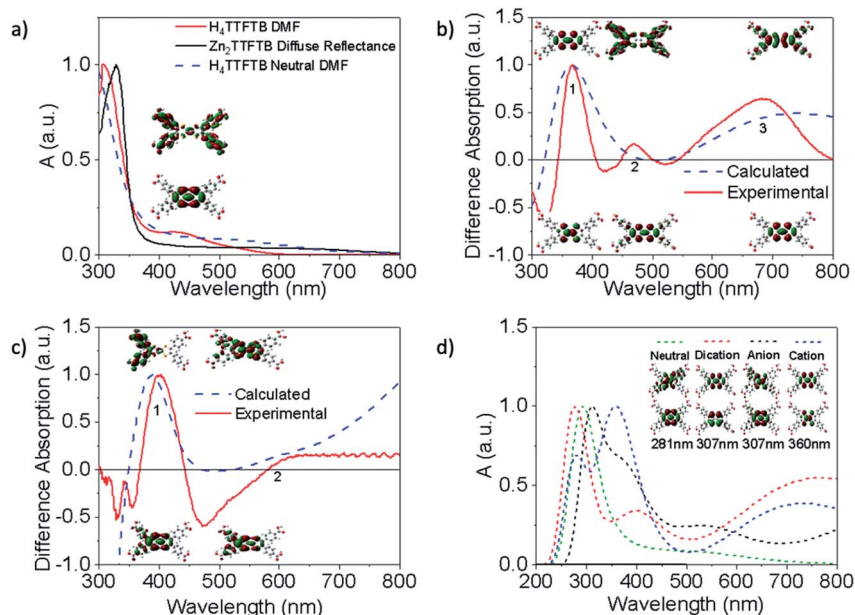 a)
H4TTFTB DMF
Zn2TTFTB Diffuse Reflectance
H4TTFTB Neutral DMF
A (a.u.)
1.0
0.5
0.0
300 400 500 600 700 800
Wavelength (nm)
b)
Difference Absorption (a.u.)
1.5
1.0
0.5
0.0
-0.5
-1.0
1
2
3
Calculated
Experimental
300 400 500 600 700 800
Wavelength (nm)
c)
Difference Absorption (a.u.)
1.5
1.0
0.5
0.0
-0.5
-1.0
Calculated
Experimental
1
2
300 400 500 600 700 800
Wavelength (nm)
d)
A (a.u.)
1.5
1.0
0.5
0.0
Neutral Dication Anion Cation
281nm 307nm 307nm 360nm
200 300 400 500 600 700 800
Wavelength (nm)